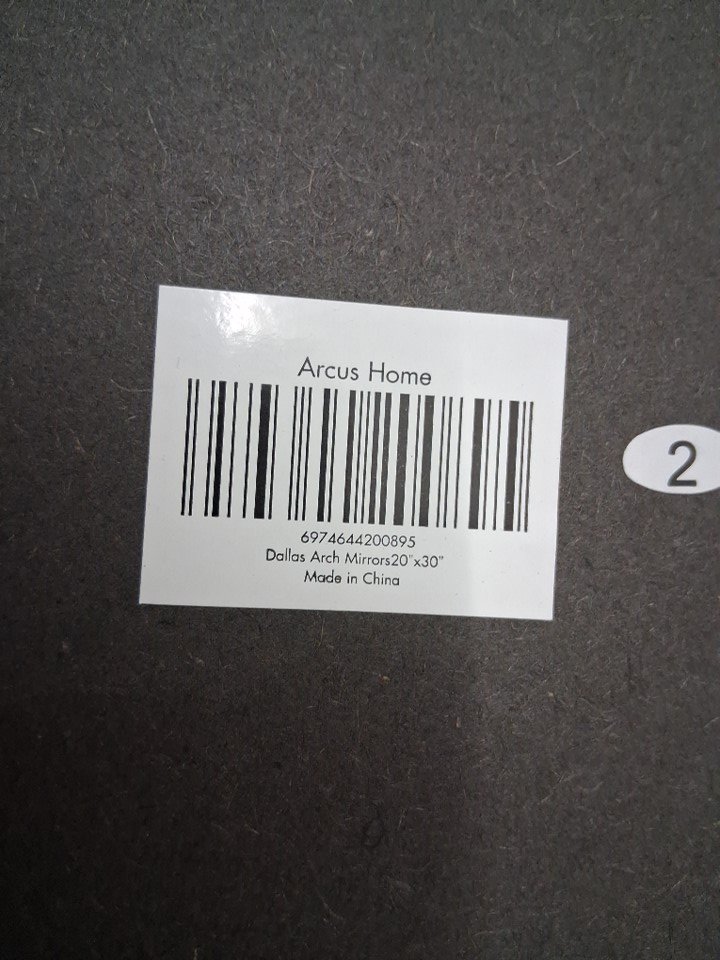 Arcus Home
6974644200895
Dallas Arch Mirrors20"x30"
Made in China
2